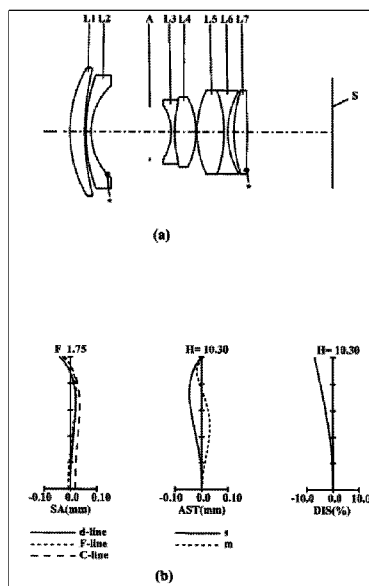 L1 L2 A L3 L4 L5 L6 L7
S
*
*
(a)
F 1.75
H= 10.30
H= 10.30
-0.10 0.0 0.10
SA(mm)
-0.10 0.0 0.10
AST(mm)
-10.0 0.0 10.0
DIS(%)
d-line
F-line
C-line
s
m
(b)